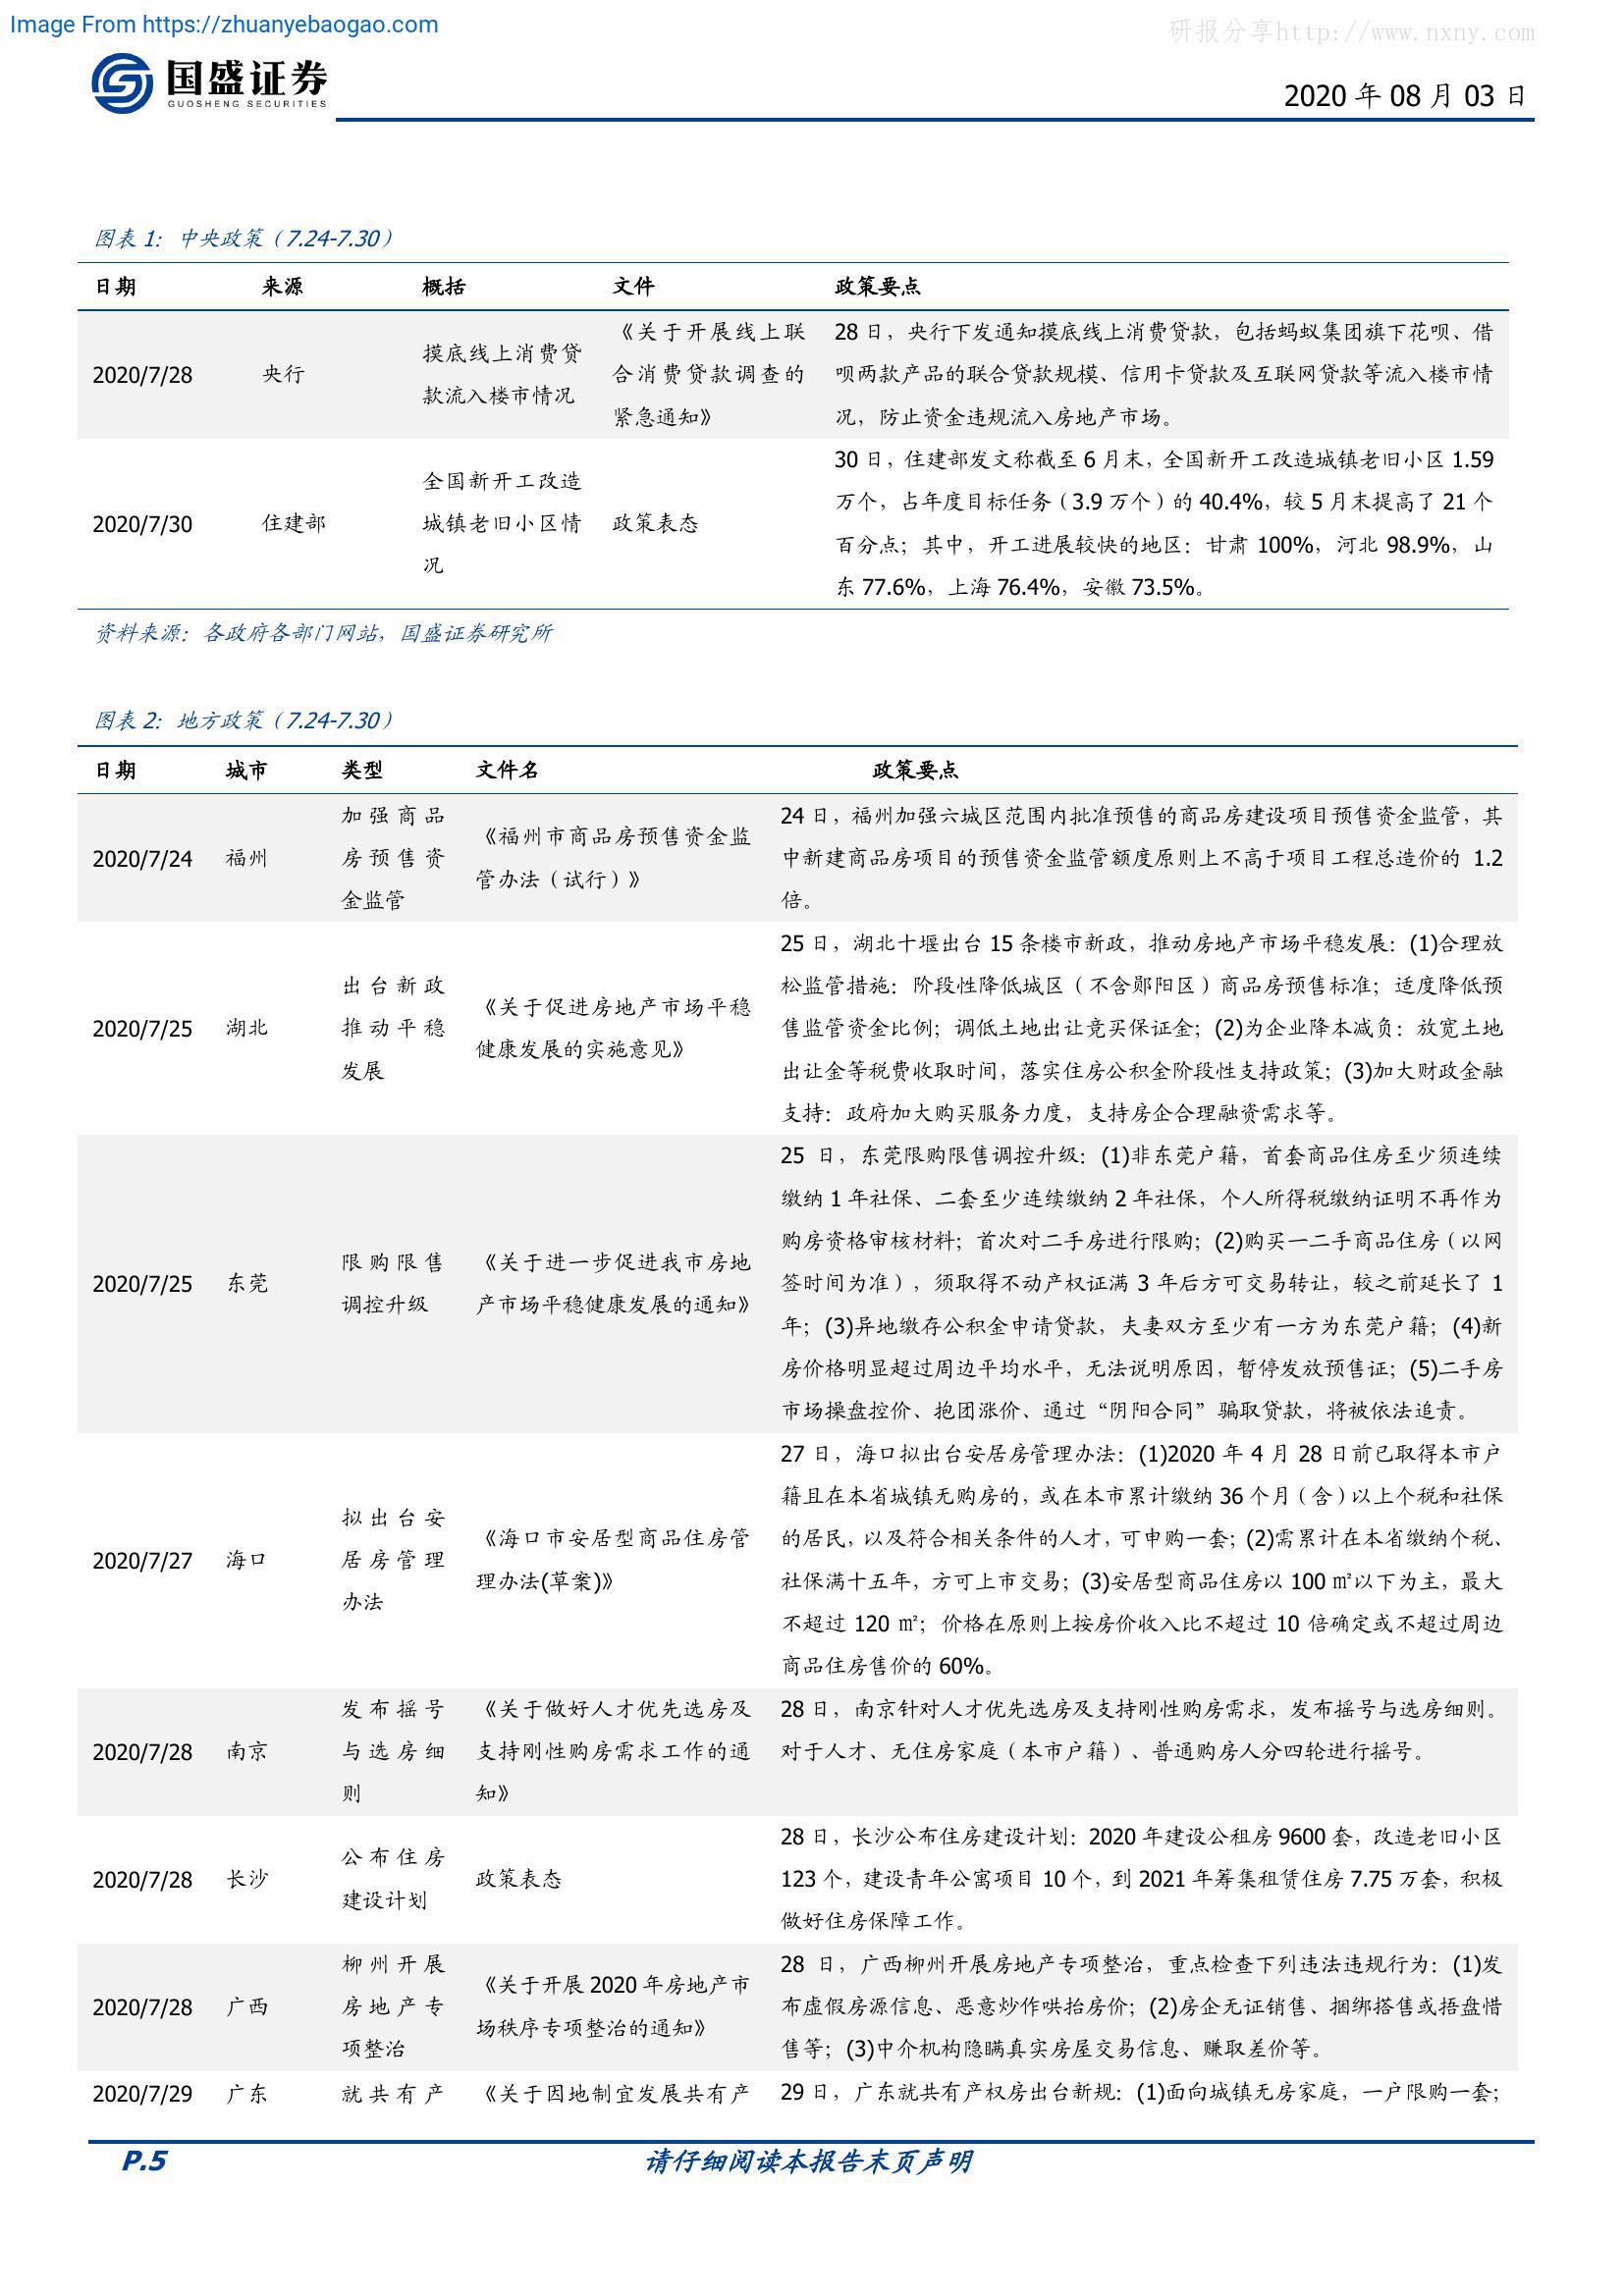 Image From https://zhuanyebaogao.com
研报分享http://www.nxny.com
国盛证券
GUOSHENG SECURITIES
2020 年 08 月 03 日
图表 1：中央政策（7.24-7.30）
日期 来源 概括 文件 政策要点
2020/7/28 央行
摸底线上消费贷
款流入楼市情况
《关于开展线上联
合消费贷款调查的
紧急通知》
28 日，央行下发通知摸底线上消费贷款，包括蚂蚁集团旗下花呗、借
呗两款产品的联合贷款规模、信用卡贷款及互联网贷款等流入楼市情
况，防止资金违规流入房地产市场。
2020/7/30 住建部
全国新开工改造
城镇老旧小区情
况
政策表态
30 日，住建部发文称截至 6 月末，全国新开工改造城镇老旧小区 1.59
万个，占年度目标任务（3.9 万个）的 40.4%，较 5 月末提高了 21 个
百分点；其中，开工进展较快的地区：甘肃 100%，河北 98.9%，山
东 77.6%，上海 76.4%，安徽 73.5%。
资料来源：各政府各部门网站，国盛证券研究所
图表 2：地方政策（7.24-7.30）
日期 城市 类型 文件名 政策要点
2020/7/24 福州
加强商品
房预售资
金监管
《福州市商品房预售资金监
管办法（试行）》
24 日，福州加强六城区范围内批准预售的商品房建设项目预售资金监管，其
中新建商品房项目的预售资金监管额度原则上不高于项目工程总造价的 1.2
倍。
2020/7/25 湖北
出台新政
推动平稳
发展
《关于促进房地产市场平稳
健康发展的实施意见》
25 日，湖北十堰出台 15 条楼市新政，推动房地产市场平稳发展：(1)合理放
松监管措施：阶段性降低城区（不含郧阳区）商品房预售标准；适度降低预
售监管资金比例；调低土地出让竞买保证金；(2)为企业降本减负：放宽土地
出让金等税费收取时间，落实住房公积金阶段性支持政策；(3)加大财政金融
支持：政府加大购买服务力度，支持房企合理融资需求等。
2020/7/25 东莞
限购限售
调控升级
《关于进一步促进我市房地
产市场平稳健康发展的通知》
25 日，东莞限购限售调控升级：(1)非东莞户籍，首套商品住房至少须连续
缴纳 1 年社保、二套至少连续缴纳 2 年社保，个人所得税缴纳证明不再作为
购房资格审核材料；首次对二手房进行限购；(2)购买一二手商品住房（以网
签时间为准），须取得不动产权证满 3 年后方可交易转让，较之前延长了 1
年；(3)异地缴存公积金申请贷款，夫妻双方至少有一方为东莞户籍；(4)新
房价格明显超过周边平均水平，无法说明原因，暂停发放预售证；(5)二手房
市场操盘控价、抱团涨价、通过“阴阳合同”骗取贷款，将被依法追责。
2020/7/27 海口
拟出台安
居房管理
办法
《海口市安居型商品住房管
理办法(草案)》
27 日，海口拟出台安居房管理办法：(1)2020 年 4 月 28 日前已取得本市户
籍且在本省城镇无购房的，或在本市累计缴纳 36 个月（含）以上个税和社保
的居民，以及符合相关条件的人才，可申购一套；(2)需累计在本省缴纳个税、
社保满十五年，方可上市交易；(3)安居型商品住房以 100 ㎡以下为主，最大
不超过 120 ㎡；价格在原则上按房价收入比不超过 10 倍确定或不超过周边
商品住房售价的 60%。
2020/7/28 南京
发布摇号
与选房细
则
《关于做好人才优先选房及
支持刚性购房需求工作的通
知》
28 日，南京针对人才优先选房及支持刚性购房需求，发布摇号与选房细则。
对于人才、无住房家庭（本市户籍）、普通购房人分四轮进行摇号。
2020/7/28 长沙
公布住房
建设计划
政策表态
28 日，长沙公布住房建设计划：2020 年建设公租房 9600 套，改造老旧小区
123 个，建设青年公寓项目 10 个，到 2021 年筹集租赁住房 7.75 万套，积极
做好住房保障工作。
2020/7/28 广西
柳州开展
房地产专
项整治
《关于开展 2020 年房地产市
场秩序专项整治的通知》
28 日，广西柳州开展房地产专项整治，重点检查下列违法违规行为：(1)发
布虚假房源信息、恶意炒作哄抬房价；(2)房企无证销售、捆绑搭售或捂盘惜
售等；(3)中介机构隐瞒真实房屋交易信息、赚取差价等。
2020/7/29 广东 就共有产 《关于因地制宜发展共有产 29 日，广东就共有产权房出台新规：(1)面向城镇无房家庭，一户限购一套；
P.5 请仔细阅读本报告末页声明